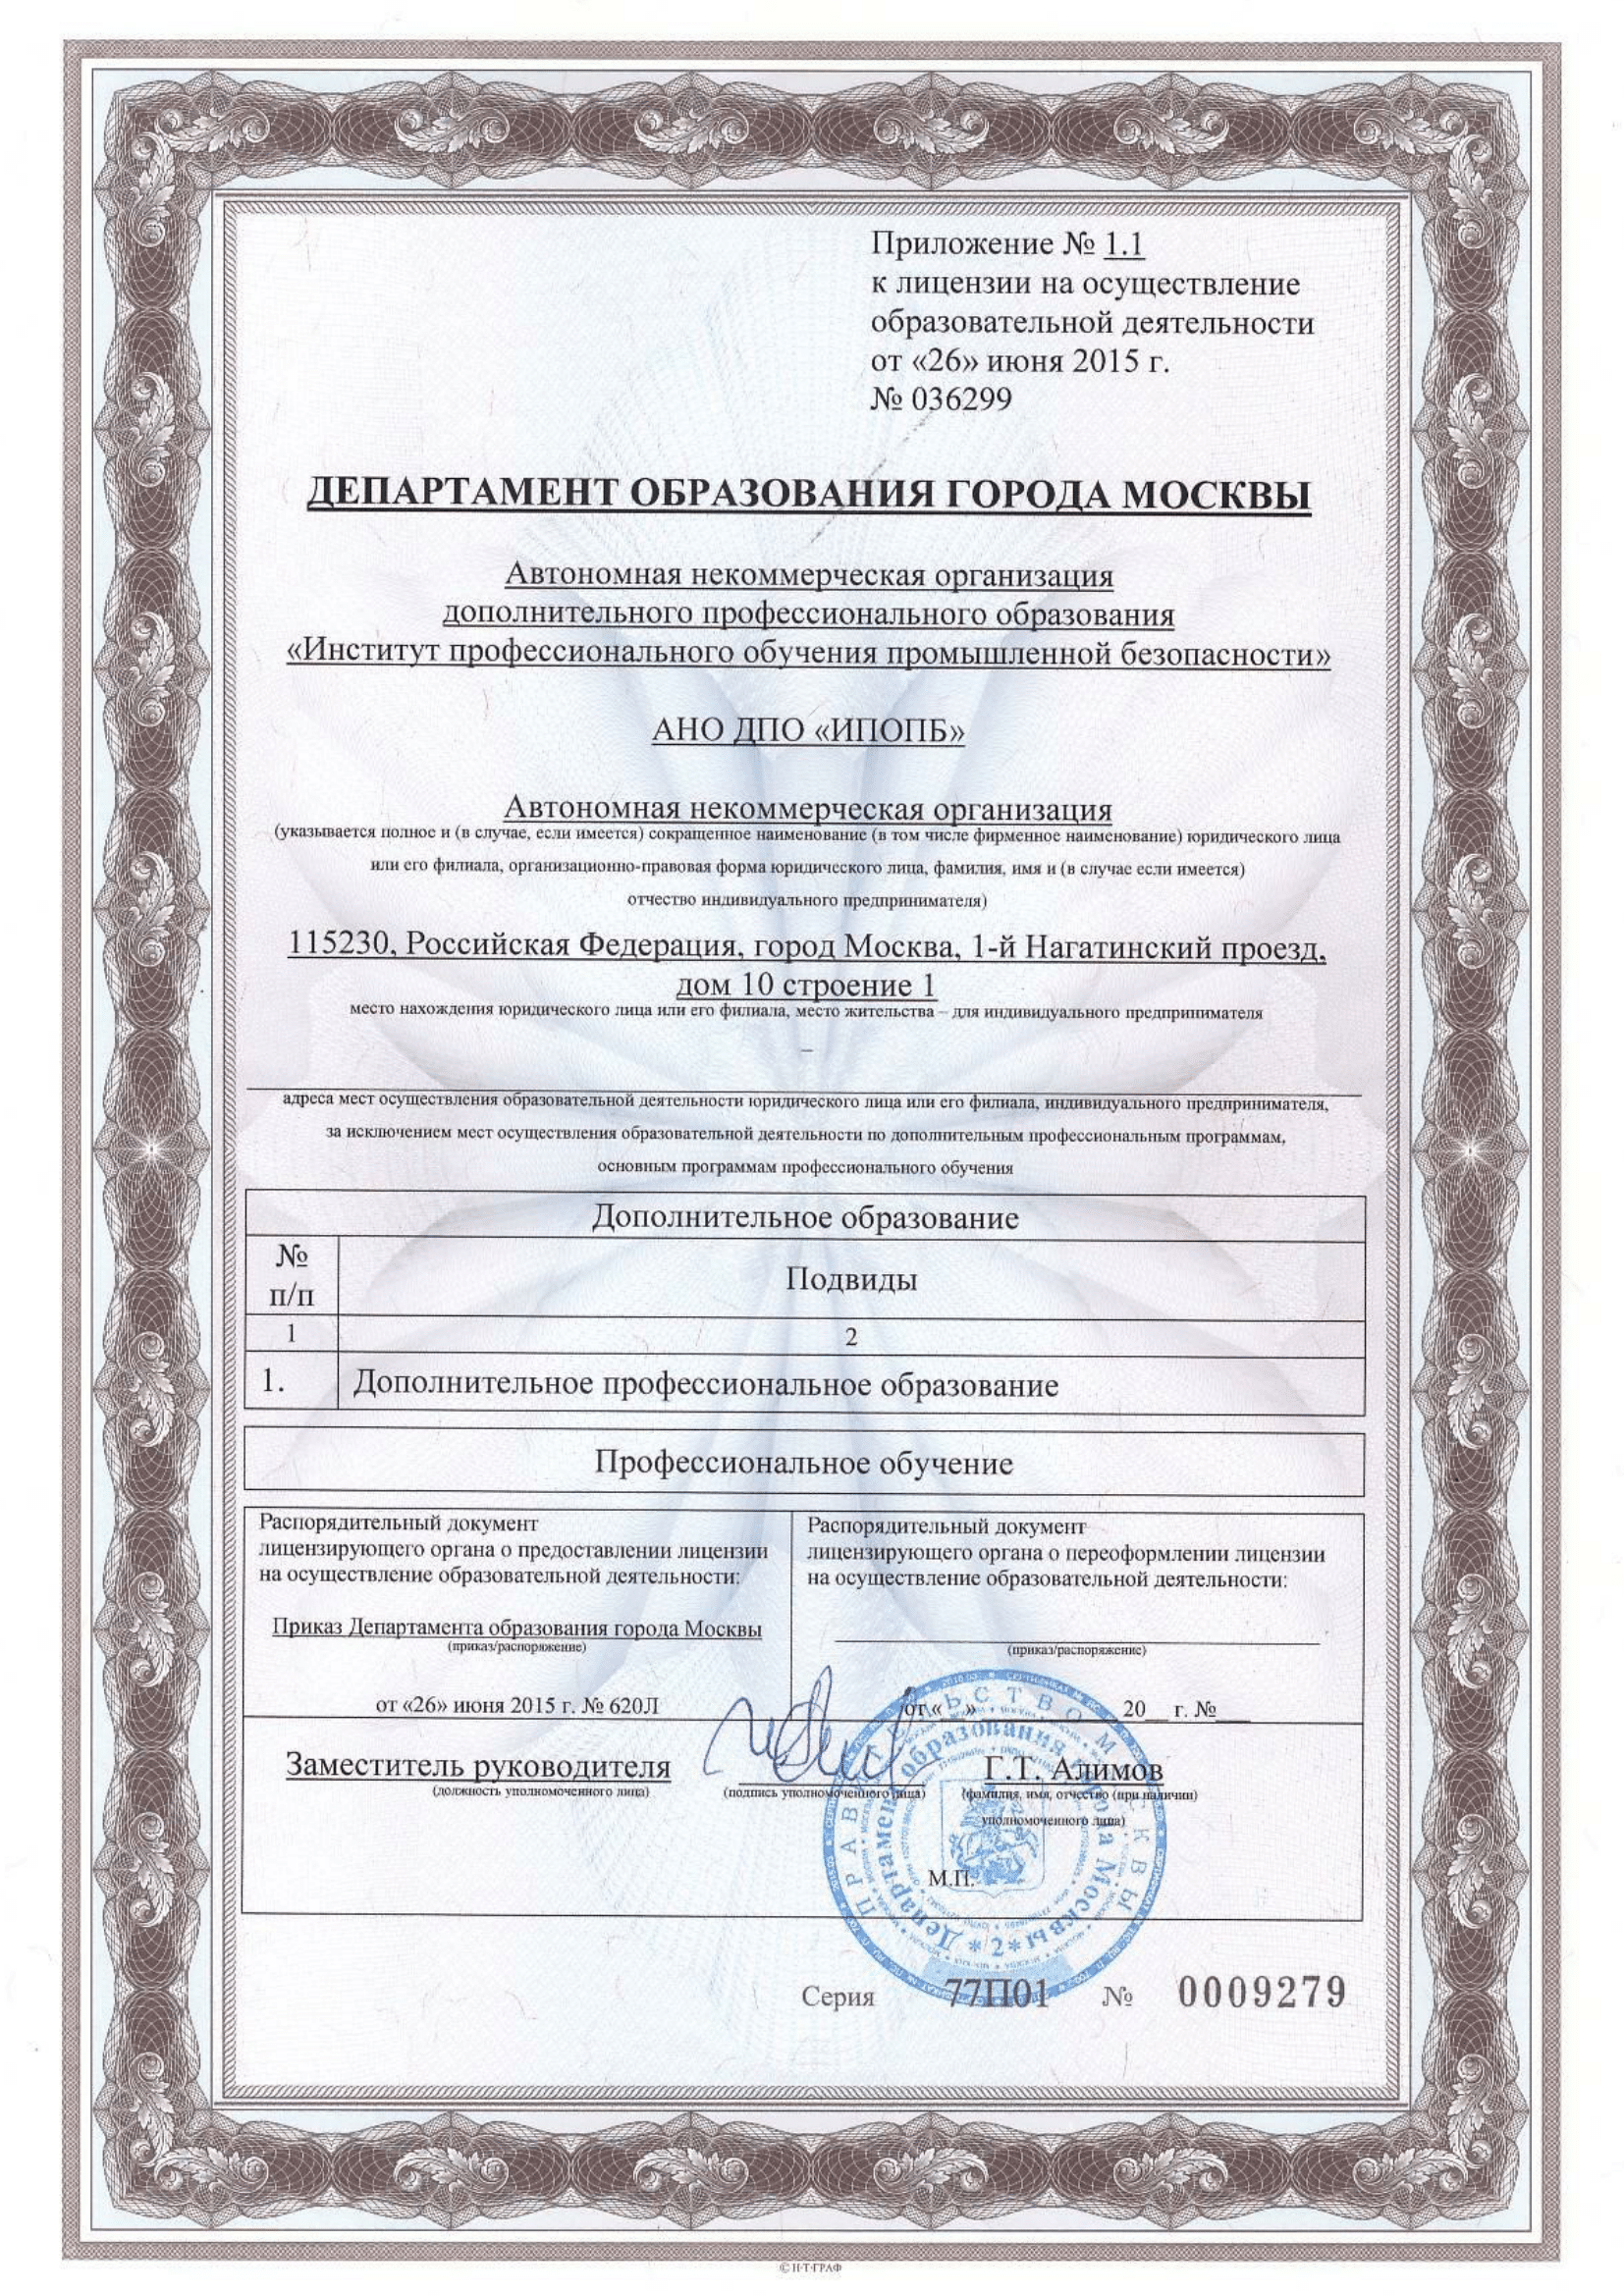 Приложение № 1.1
к лицензии на осуществление
образовательной деятельности
от «26» июня 2015 г.
№ 036299
ДЕПАРТАМЕНТ ОБРАЗОВАНИЯ ГОРОДА МОСКВЫ
Автономная некоммерческая организация
дополнительного профессионального образования
«Институт профессионального обучения промышленной безопасности»
АНО ДПО «ИПОПБ»
Автономная некоммерческая организация
(указывается полное и (в случае, если имеется) сокращенное наименование (в том числе фирменное наименование) юридического лица
или его филиала, организационно-правовая форма юридического лица, фамилия, имя и (в случае если имеется)
отчество индивидуального предпринимателя)
115230, Российская Федерация, город Москва, 1-й Нагатинский проезд,
дом 10 строение 1
место нахождения юридического лица или его филиала, место жительства – для индивидуального предпринимателя
–
адреса мест осуществления образовательной деятельности юридического лица или его филиала, индивидуального предпринимателя,
за исключением мест осуществления образовательной деятельности по дополнительным профессиональным программам,
основным программам профессионального обучения
Дополнительное образование
№
п/п
Подвиды
1 2
1. Дополнительное профессиональное образование
Профессиональное обучение
Распорядительный документ
лицензирующего органа о предоставлении лицензии
на осуществление образовательной деятельности:
Приказ Департамента образования города Москвы
(приказ/распоряжение)
от «26» июня 2015 г. № 620Л
Распорядительный документ
лицензирующего органа о переоформлении лицензии
на осуществление образовательной деятельности:
(приказ/распоряжение)
от «__» 20__ г. №___
Заместитель руководителя
(должность уполномоченного лица)
(подпись уполномоченного лица)
Г.Т. Алимов
(фамилия, имя, отчество (при наличии)
уполномоченного лица)
М.П.
ПРАВИТЕЛЬСТВО МОСКВЫ
Департамент образования города Москвы
*2*
Серия 77П01 № 0009279
© Н·Т·ГРАФ